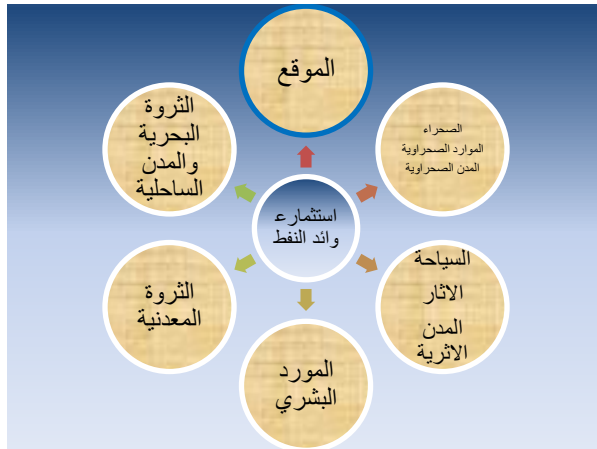 الموقع
الصحراء
الموارد الصحراوية
المدن الصحراوية
السياحة
الاثار
المدن
الاثرية
المورد
البشري
الثروة
المعدنية
الثروة
البحرية
والمدن
الساحلية
استثمارع
وائد النفط